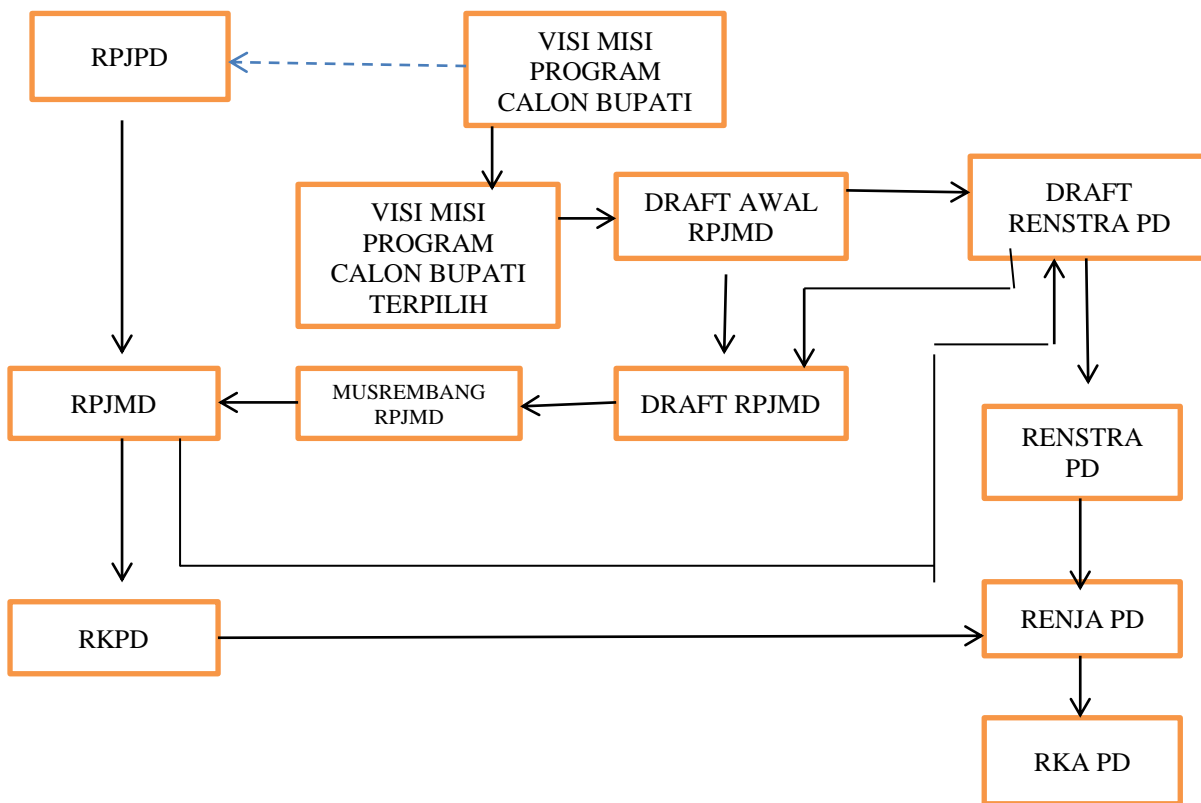 RPJPD
VISI MISI
PROGRAM
CALON BUPATI
VISI MISI
PROGRAM
CALON BUPATI
TERPILIH
DRAFT AWAL
RPJMD
DRAFT
RENSTRA PD
RPJMD
MUSREMBANG
RPJMD
DRAFT RPJMD
RENSTRA
PD
RKPD
RENJA PD
RKA PD